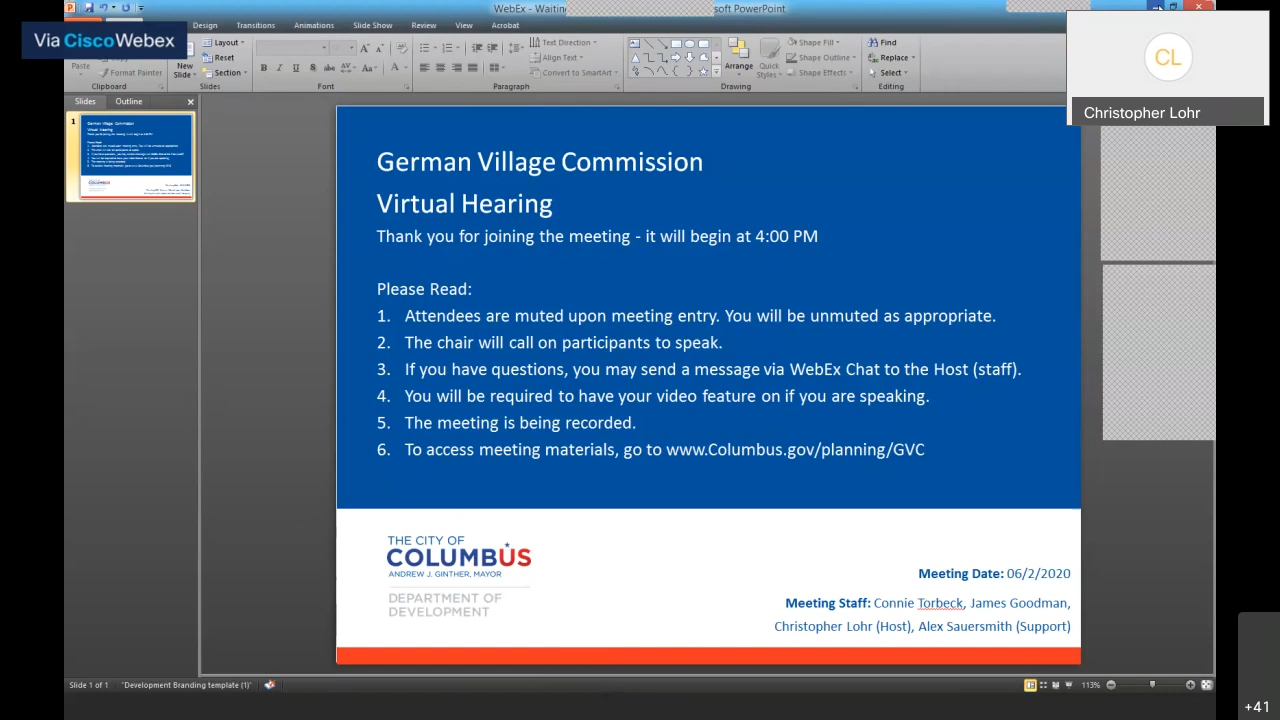 WebEx - Waitin
soft PowerPoint
Via CiscoWebex
Design Transitions Animations Slide Show Review View Acrobat
Paste
Format Painter
Clipboard
New
Slide
Layout
Reset
Section
Slides
B I U S abc AV Aa A
Font
Text Direction
Align Text
Convert to SmartArt
Paragraph
Arrange
Quick
Styles
Shape Fill
Shape Outline
Shape Effects
Drawing
Find
Replace
Select
Editing
CL
Christopher Lohr
Slides Outline
1
German Village Commission
Virtual Hearing
Thank you for joining the meeting - it will begin at 4:00 PM
Please Read:
1. Attendees are muted upon meeting entry. You will be unmuted as appropriate.
2. The chair will call on participants to speak.
3. If you have questions, you may send a message via WebEx Chat to the Host (staff).
4. You will be required to have your video feature on if you are speaking.
5. The meeting is being recorded.
6. To access meeting materials, go to www.Columbus.gov/planning/GVC
THE CITY OF
COLUMBUS
ANDREW J. GINTHER, MAYOR
DEPARTMENT OF
DEVELOPMENT
Meeting Date: 06/2/2020
Meeting Staff: Connie Torbeck, James Goodman,
Christopher Lohr (Host), Alex Sauersmith (Support)
Slide 1 of 1 "Development Branding template (1)" 113%
+41